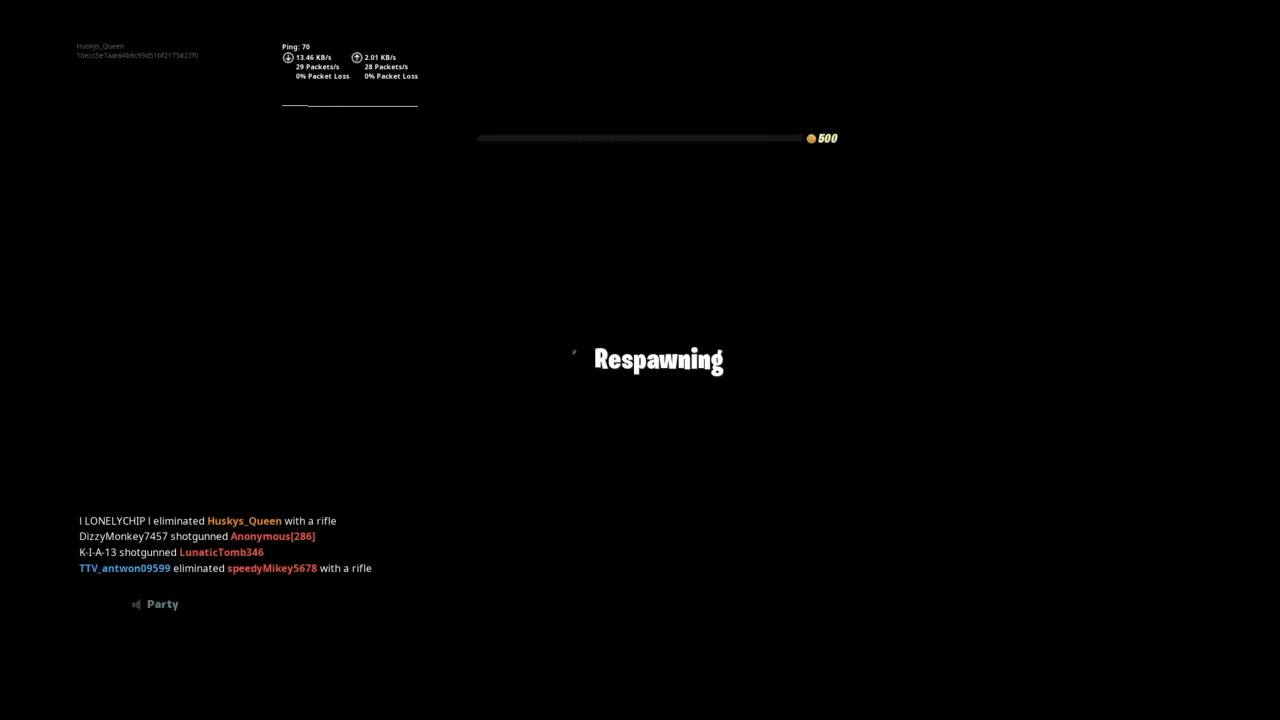 Huskys_Queen
Ping: 70
13.46 KB/s 2.01 KB/s
29 Packets/s 28 Packets/s
0% Packet Loss 0% Packet Loss
500
Respawning
l LONELYCHIP l eliminated Huskys_Queen with a rifle
DizzyMonkey7457 shotgunned Anonymous[286]
K-I-A-13 shotgunned LunaticTomb346
TTV_antwon09599 eliminated speedyMikey5678 with a rifle
Party